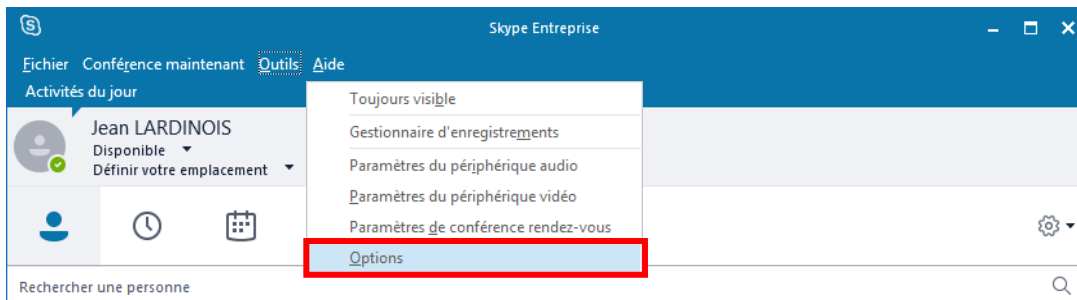 Skype Entreprise
Fichier Conférence maintenant Outils Aide
Activités du jour
Jean LARDINOIS
Disponible
Définir votre emplacement
Toujours visible
Gestionnaire d'enregistrements
Paramètres du périphérique audio
Paramètres du périphérique vidéo
Paramètres de conférence rendez-vous
Options
Rechercher une personne